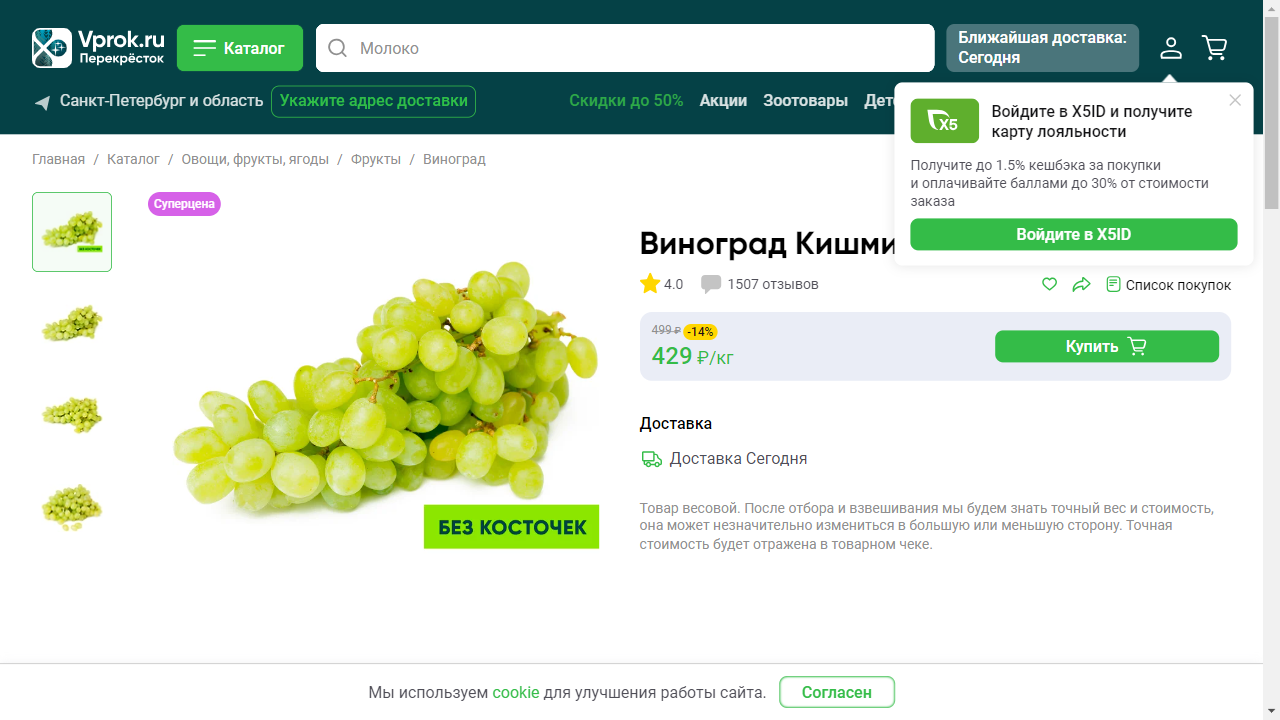 Vprok.ru
Перекрёсток
Каталог
Молоко
Ближайшая доставка:
Сегодня
Санкт-Петербург и область
Укажите адрес доставки
Скидки до 50%
Акции
Зоотовары
X5
Войдите в X5ID и получите
карту лояльности
Получите до 1.5% кешбэка за покупки
и оплачивайте баллами до 30% от стоимости
заказа
Войдите в X5ID
Главная / Каталог / Овощи, фрукты, ягоды / Фрукты / Виноград
Суперцена
БЕЗ КОСТОЧЕК
Виноград
4.0
1507 отзывов
Список покупок
499 ₽ -14%
429 ₽/кг
Купить
Доставка
Доставка Сегодня
Товар весовой. После отбора и взвешивания мы будем знать точный вес и стоимость,
она может незначительно измениться в большую или меньшую сторону. Точная
стоимость будет отражена в товарном чеке.
БЕЗ КОСТОЧЕК
Мы используем cookie для улучшения работы сайта.
Согласен